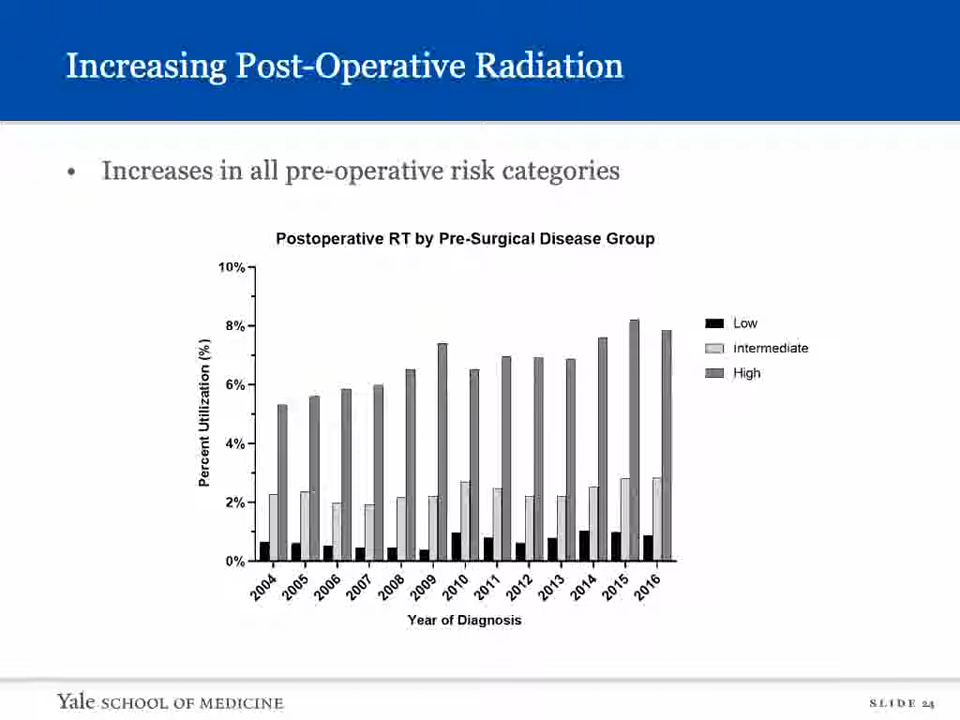 Increasing Post-Operative Radiation
• Increases in all pre-operative risk categories
Postoperative RT by Pre-Surgical Disease Group
10%
8%
6%
4%
2%
0%
Percent Utilization (%)
Low
Intermediate
High
2004 2005 2006 2007 2008 2009 2010 2011 2012 2013 2014 2015 2016
Year of Diagnosis
Yale SCHOOL OF MEDICINE
SLIDE 24